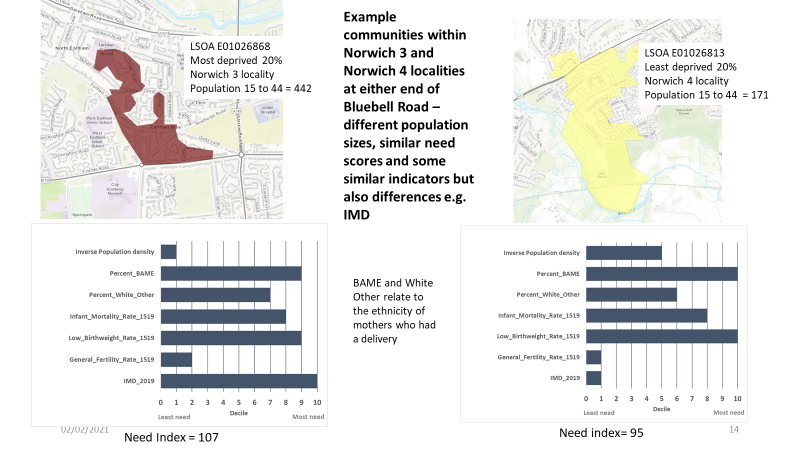 LSOA E01026868
Most deprived 20%
Norwich 3 locality
Population 15 to 44 = 442
Example
communities within
Norwich 3 and
Norwich 4 localities
at either end of
Bluebell Road –
different population
sizes, similar need
scores and some
similar indicators but
also differences e.g.
IMD
LSOA E01026813
Least deprived 20%
Norwich 4 locality
Population 15 to 44 = 171
Inverse Population density
Percent_BAME
Percent_White_Other
Infant_Mortality_Rate_1519
Low_Birthweight_Rate_1519
General_Fertility_Rate_1519
IMD_2019
0 1 2 3 4 5 6 7 8 9 10
Least need Decile Most need
BAME and White
Other relate to
the ethnicity of
mothers who had
a delivery
Inverse Population density
Percent_BAME
Percent_White_Other
Infant_Mortality_Rate_1519
Low_Birthweight_Rate_1519
General_Fertility_Rate_1519
IMD_2019
0 1 2 3 4 5 6 7 8 9 10
Least need Decile Most need
02/02/2021
Need Index = 107
Need index= 95
14